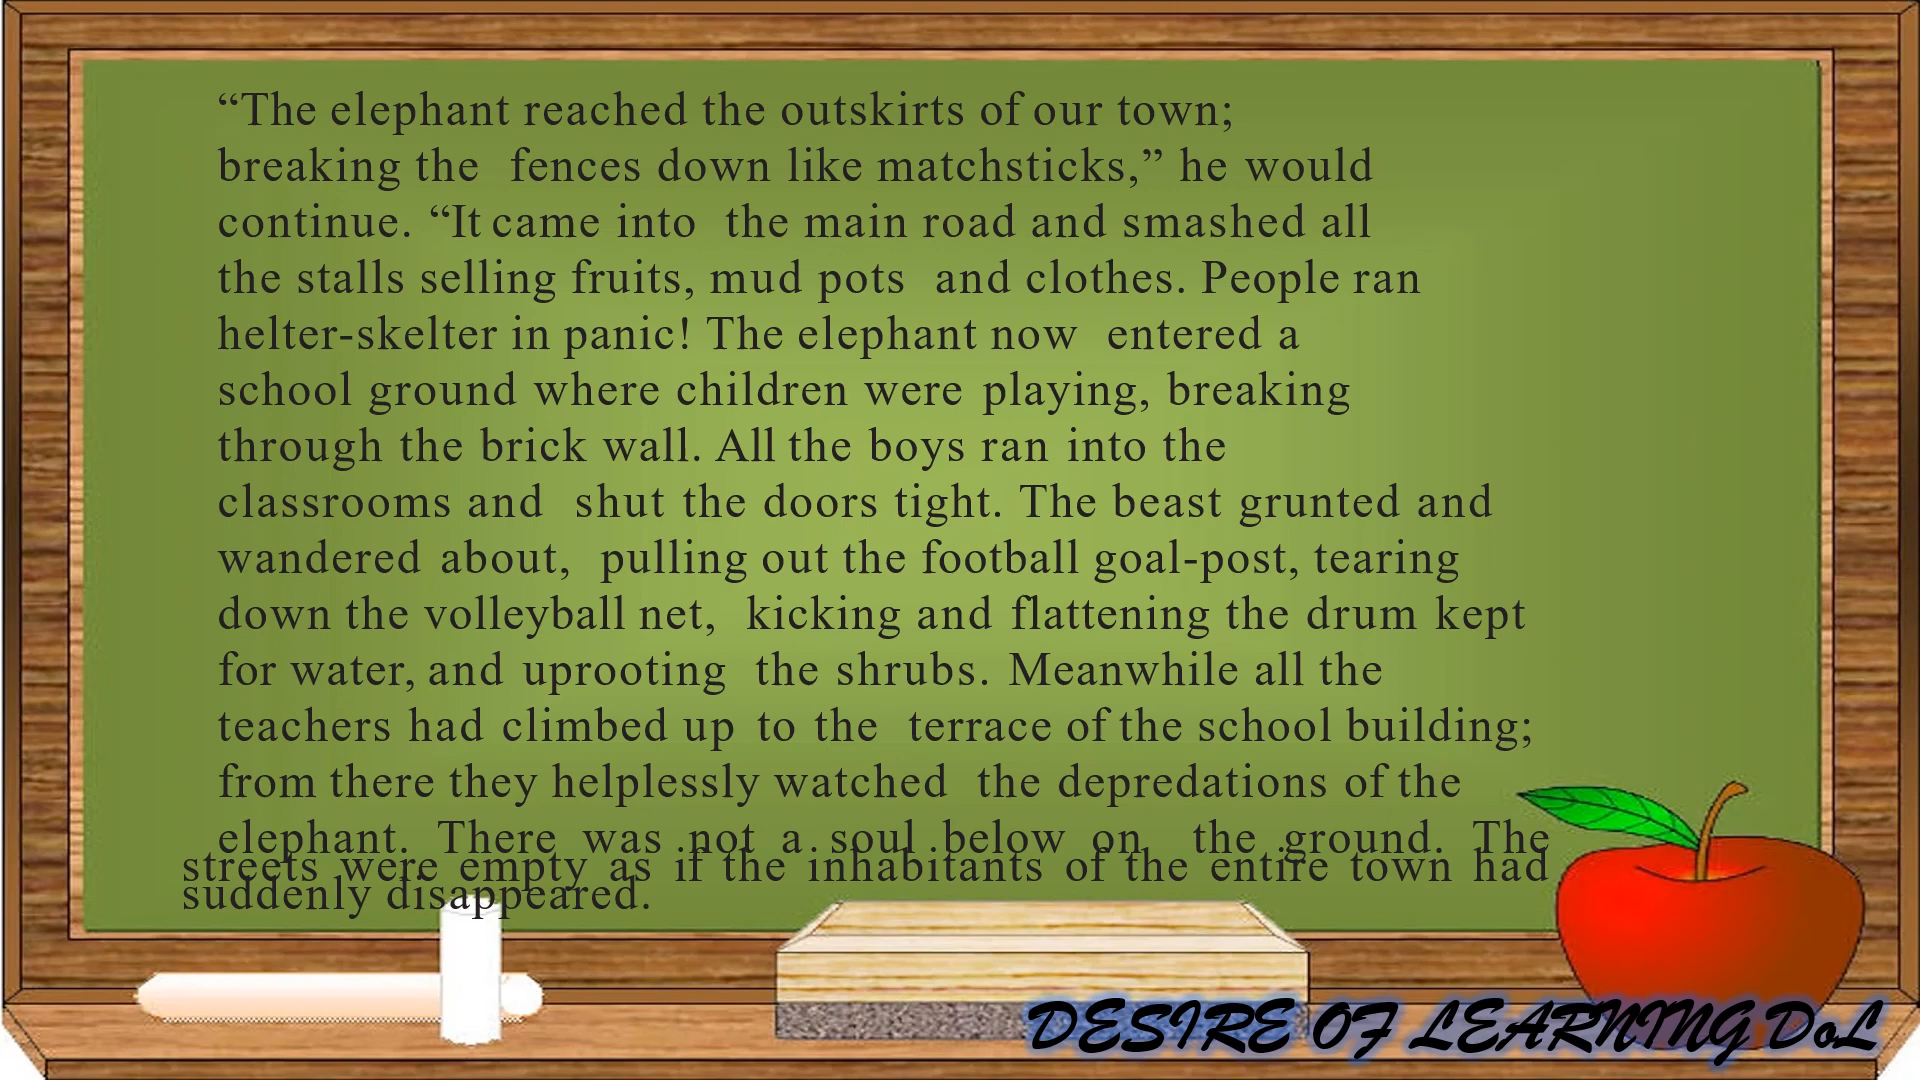 “The elephant reached the outskirts of our town;
breaking the fences down like matchsticks,” he would
continue. “It came into the main road and smashed all
the stalls selling fruits, mud pots and clothes. People ran
helter-skelter in panic! The elephant now entered a
school ground where children were playing, breaking
through the brick wall. All the boys ran into the
classrooms and shut the doors tight. The beast grunted and
wandered about, pulling out the football goal-post, tearing
down the volleyball net, kicking and flattening the drum kept
for water, and uprooting the shrubs. Meanwhile all the
teachers had climbed up to the terrace of the school building;
from there they helplessly watched the depredations of the
elephant. There was not a soul below on the ground. The
streets were empty as if the inhabitants of the entire town had
suddenly disappeared.
DESIRE OF LEARNING DoL